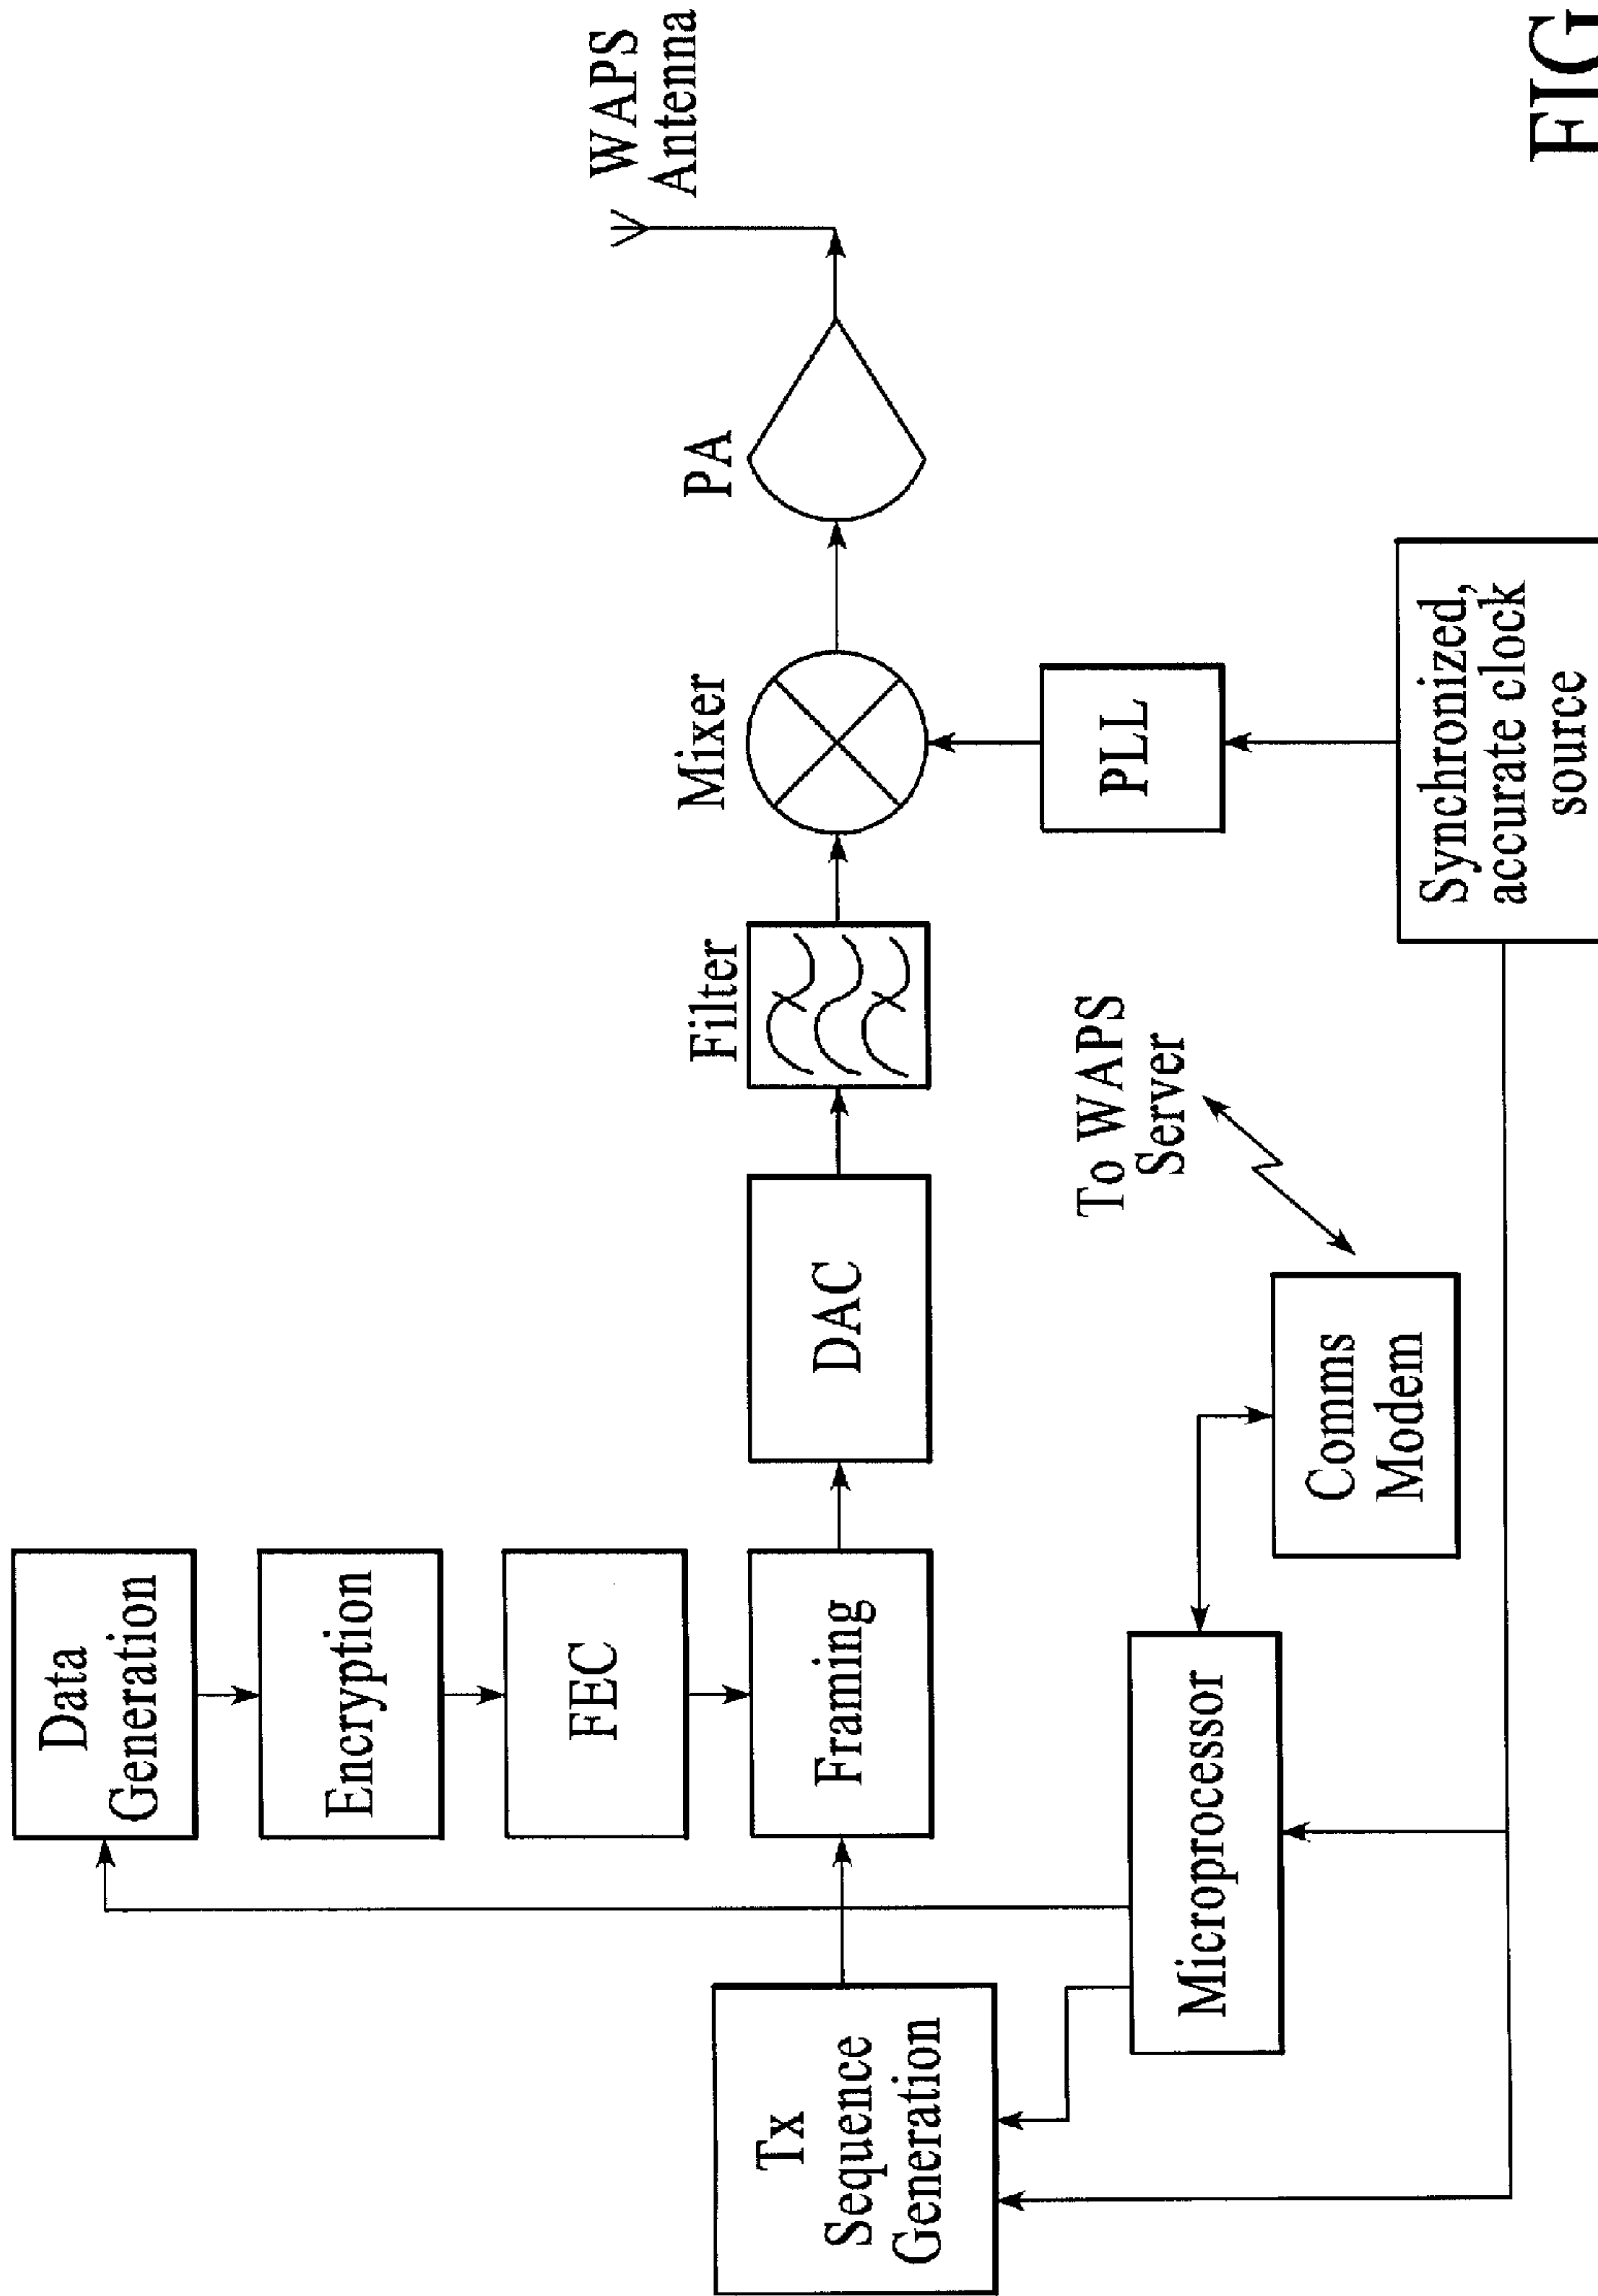 Data
Generation
Encryption
FEC
WAPS
Antenna
Tx
Sequence
Generation
Framing
DAC
Filter
Mixer
PA
Microprocessor
Comms
Modem
To WAPS
Server
PLL
Synchronized,
accurate clock
source
FIG